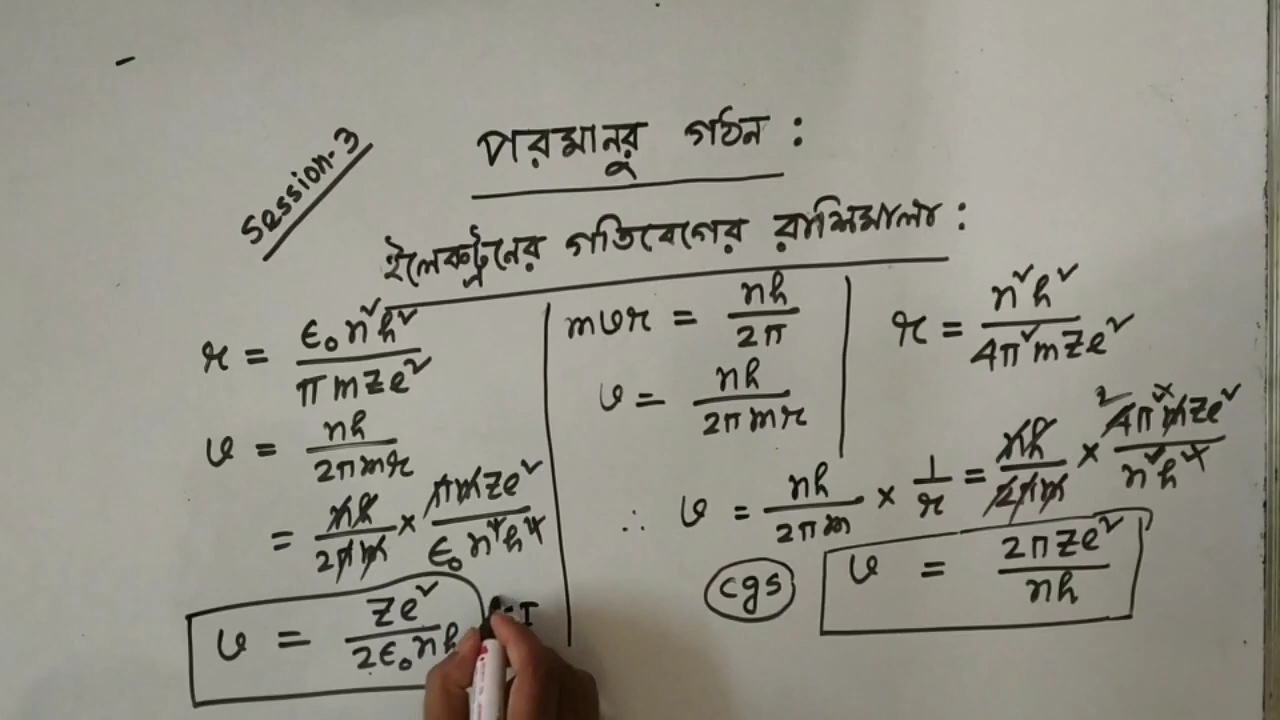 Session-3
পরমানুর গঠন :
ইলেকট্রনের গতিবেগের রাশিমালা :
r = ε₀n²h² / πmze²
v = nh / 2πmr
= nh / 2πm × πmze² / ε₀n²h²
v = ze² / 2ε₀nh
mvr = nh / 2π
v = nh / 2πmr
r = n²h² / 4π²mze²
∴ v = nh / 2πm × 1 / r = nh / 2πm × 4π²mze² / n²h²
cgs
v = 2πze² / nh